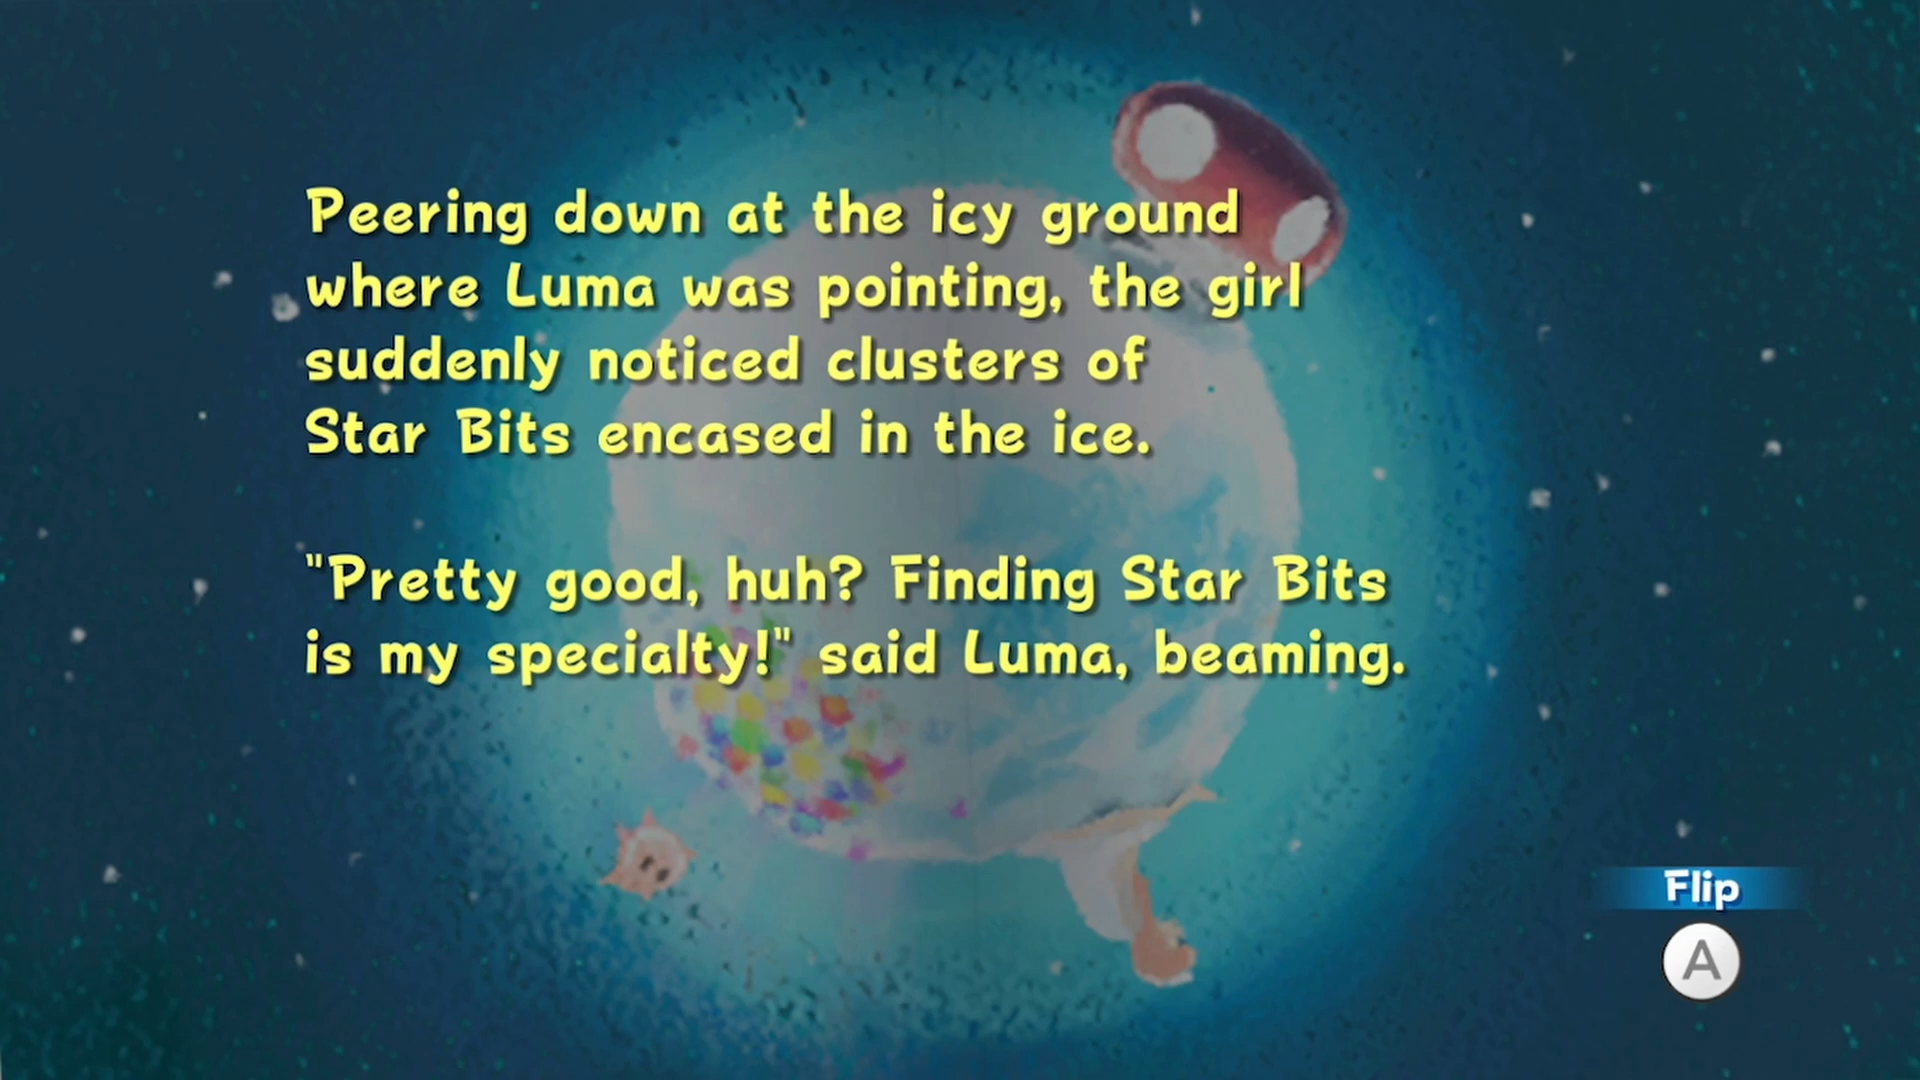 Peering down at the icy ground
where Luma was pointing, the girl
suddenly noticed clusters of
Star Bits encased in the ice.
"Pretty good, huh? Finding Star Bits
is my specialty!" said Luma, beaming.
Flip
A